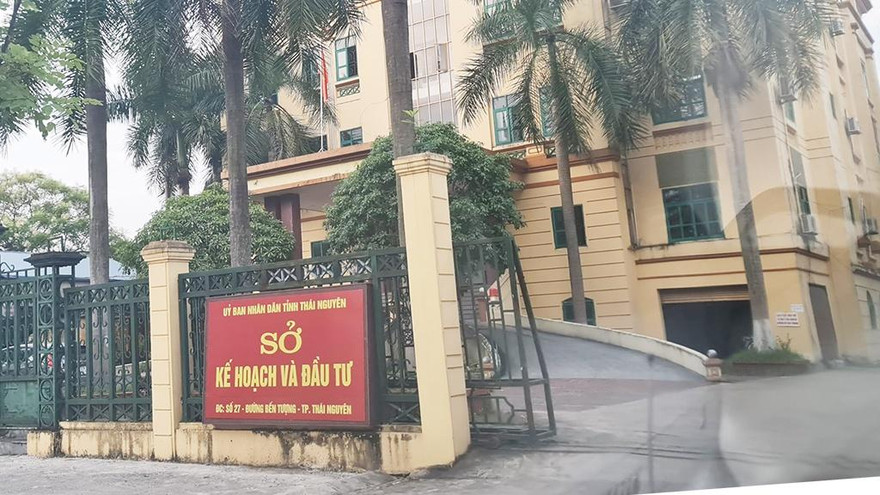 UỶ BAN NHÂN DÂN TỈNH THÁI NGUYÊN
SỞ
KẾ HOẠCH VÀ ĐẦU TƯ
ĐC: SỐ 27 - ĐƯỜNG BẾN TƯỢNG - TP. THÁI NGUYÊN